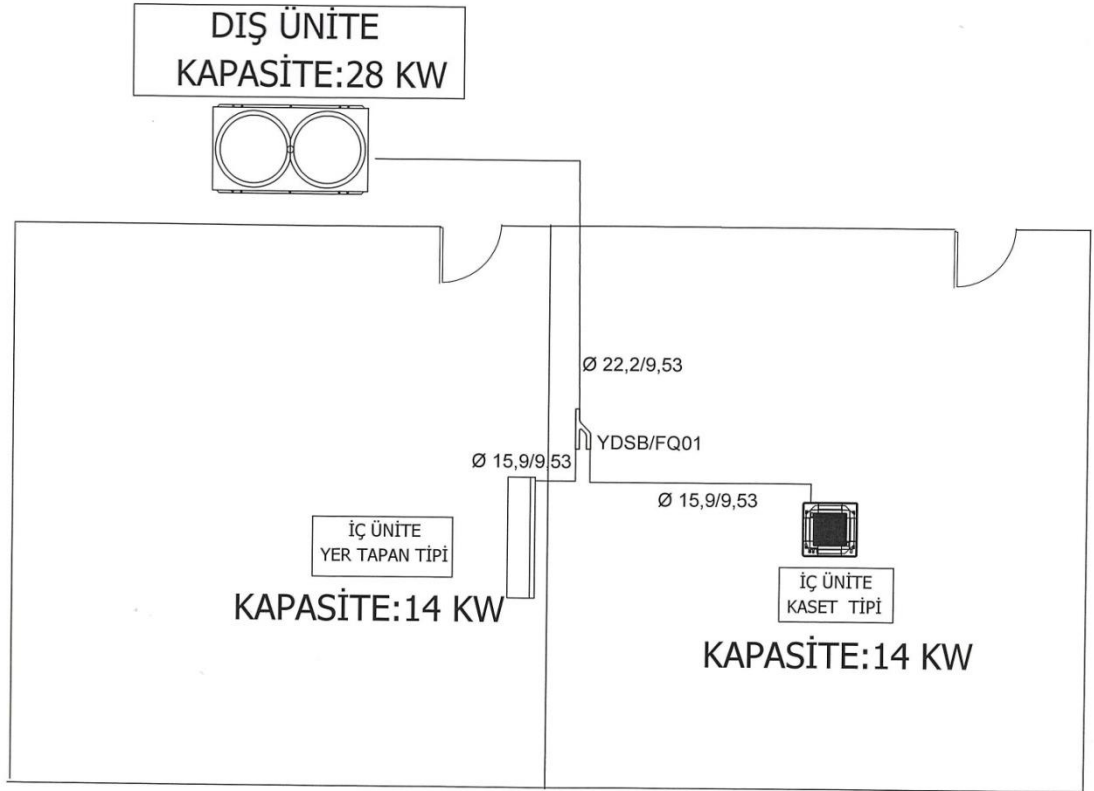 DIŞ ÜNİTE
KAPASİTE:28 KW
Ø 22,2/9,53
YDSB/FQ01
Ø 15,9/9,53
Ø 15,9/9,53
İÇ ÜNİTE
YER TAPAN TİPİ
KAPASİTE:14 KW
İÇ ÜNİTE
KASET TİPİ
KAPASİTE:14 KW